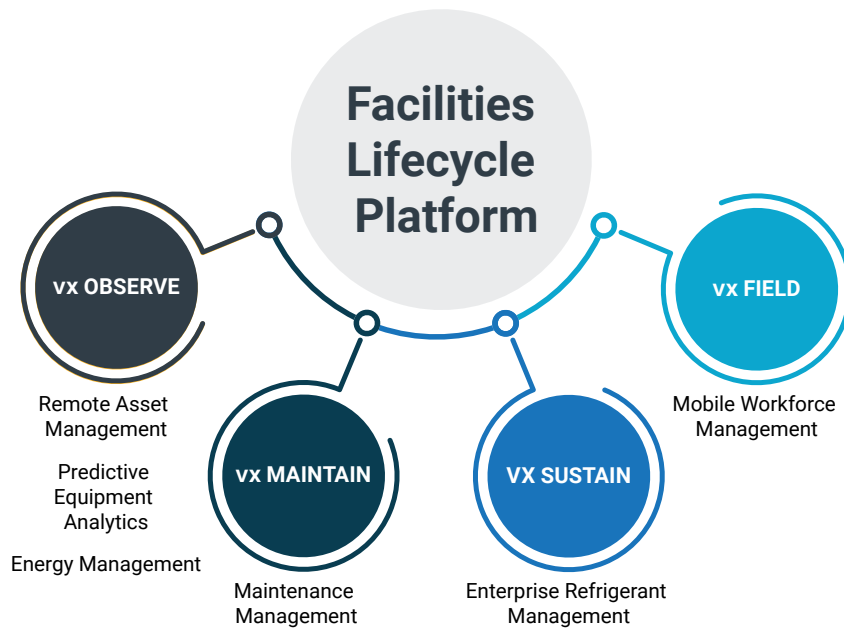 Facilities
Lifecycle
Platform
vx OBSERVE
Remote Asset
Management
Predictive
Equipment
Analytics
Energy Management
vx MAINTAIN
Maintenance
Management
VX SUSTAIN
Enterprise Refrigerant
Management
vx FIELD
Mobile Workforce
Management